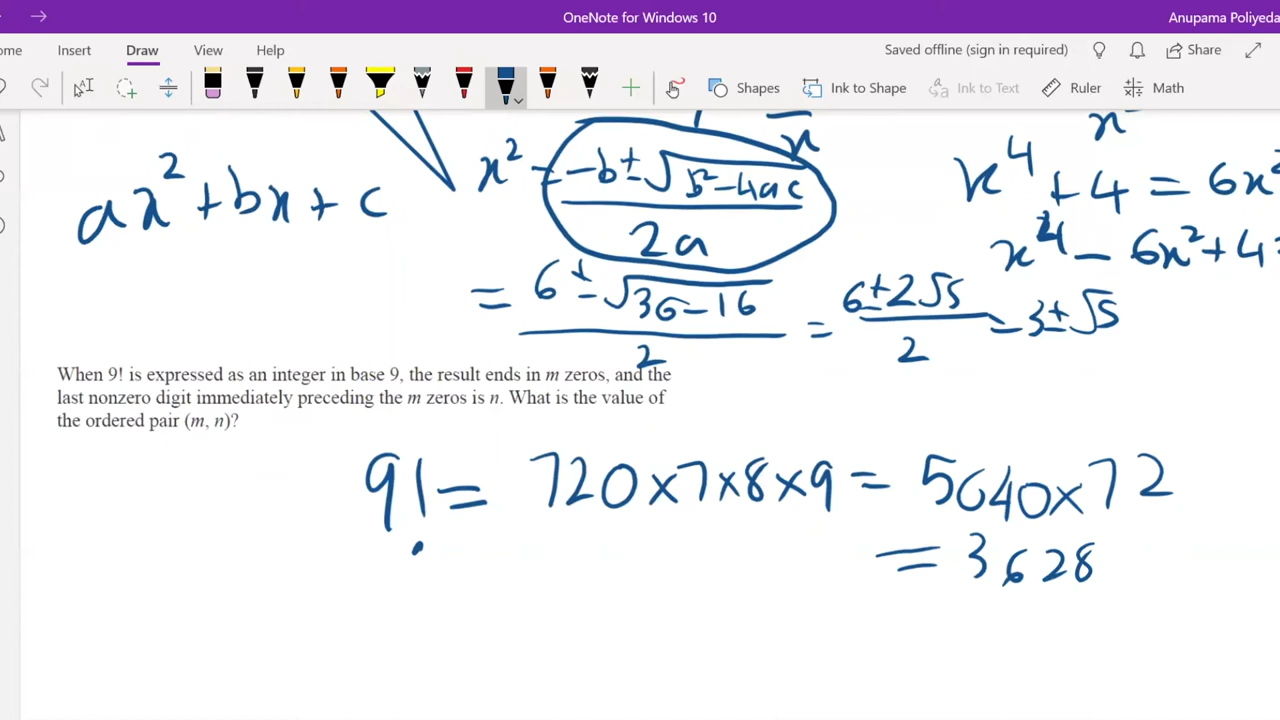 OneNote for Windows 10
Anupama Poliyeda
ome Insert Draw View Help
Saved offline (sign in required) Share
Shapes Ink to Shape Ink to Text Ruler Math
ax²+bx+c
x² = -b±√b²-4ac
2a
x⁴ +4 = 6x²
x⁴ - 6x²+4=
= 6±√36-16
2
= 6±2√5
2
= 3±√5
When 9! is expressed as an integer in base 9, the result ends in m zeros, and the
last nonzero digit immediately preceding the m zeros is n. What is the value of
the ordered pair (m, n)?
9! = 720×7×8×9 = 5040×72
= 3628